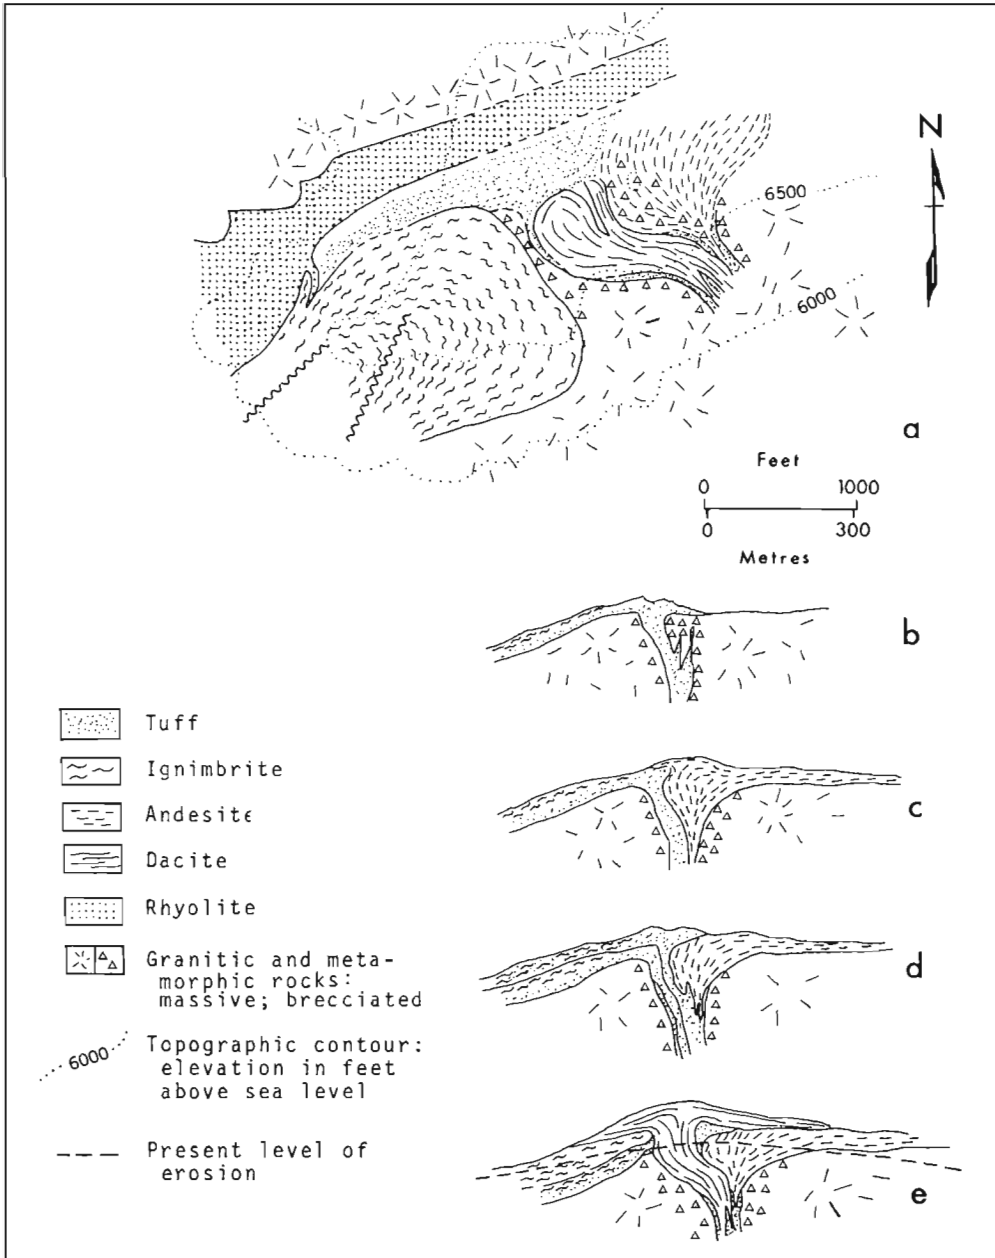 N
6500
6000
a
Feet
0 1000
0 300
Metres
b
c
d
e
Tuff
Ignimbrite
Andesite
Dacite
Rhyolite
Granitic and meta-
morphic rocks:
massive; brecciated
6000
Topographic contour:
elevation in feet
above sea level
Present level of
erosion